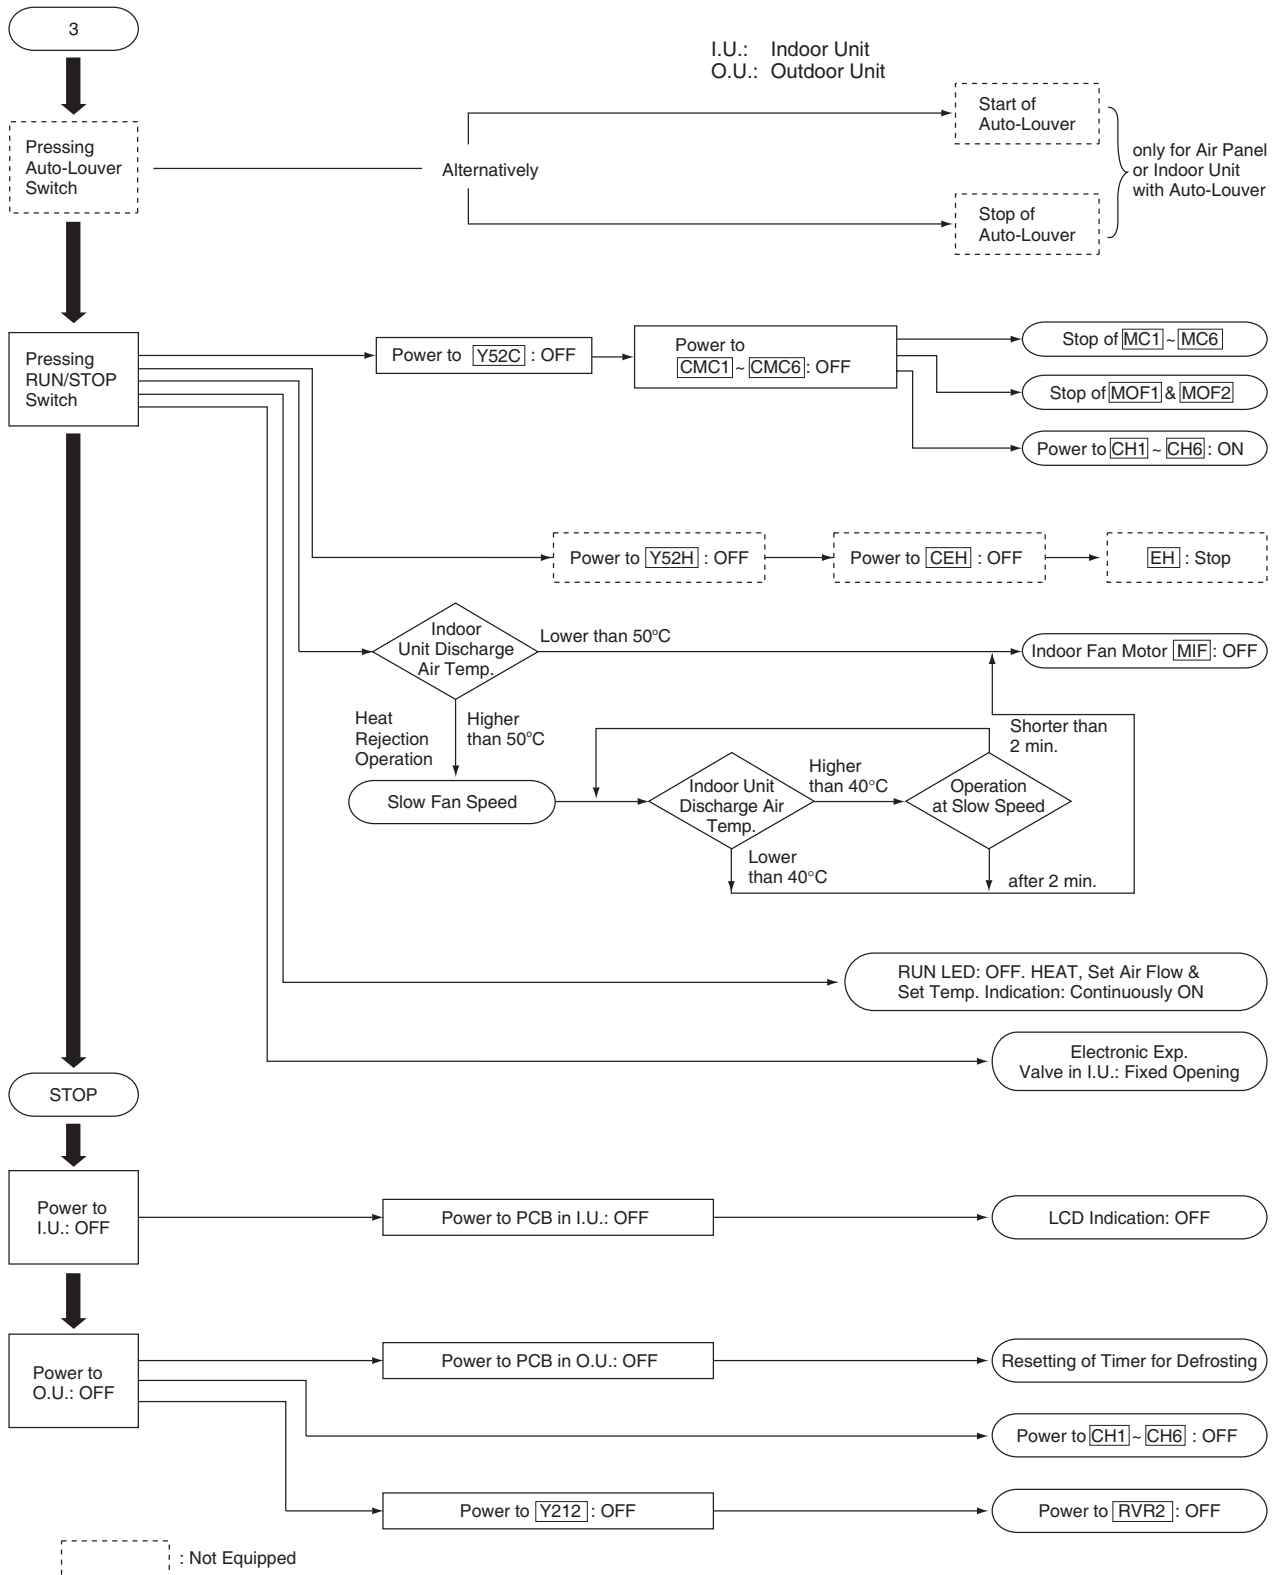 3
I.U.: Indoor Unit
O.U.: Outdoor Unit
Pressing
Auto-Louver
Switch
Alternatively
Start of
Auto-Louver
Stop of
Auto-Louver
only for Air Panel
or Indoor Unit
with Auto-Louver
Pressing
RUN/STOP
Switch
Power to Y52C : OFF
Power to
CMC1 ~ CMC6 : OFF
Stop of MC1 ~ MC6
Stop of MOF1 & MOF2
Power to CH1 ~ CH6 : ON
Power to Y52H : OFF
Power to CEH : OFF
EH : Stop
Indoor
Unit Discharge
Air Temp.
Lower than 50°C
Indoor Fan Motor MIF : OFF
Heat
Rejection
Operation
Higher
than 50°C
Slow Fan Speed
Indoor Unit
Discharge Air
Temp.
Higher
than 40°C
Operation
at Slow Speed
Shorter than
2 min.
Lower
than 40°C
after 2 min.
RUN LED: OFF. HEAT, Set Air Flow &
Set Temp. Indication: Continuously ON
Electronic Exp.
Valve in I.U.: Fixed Opening
STOP
Power to
I.U.: OFF
Power to PCB in I.U.: OFF
LCD Indication: OFF
Power to
O.U.: OFF
Power to PCB in O.U.: OFF
Resetting of Timer for Defrosting
Power to CH1 ~ CH6 : OFF
Power to Y212 : OFF
Power to RVR2 : OFF
: Not Equipped